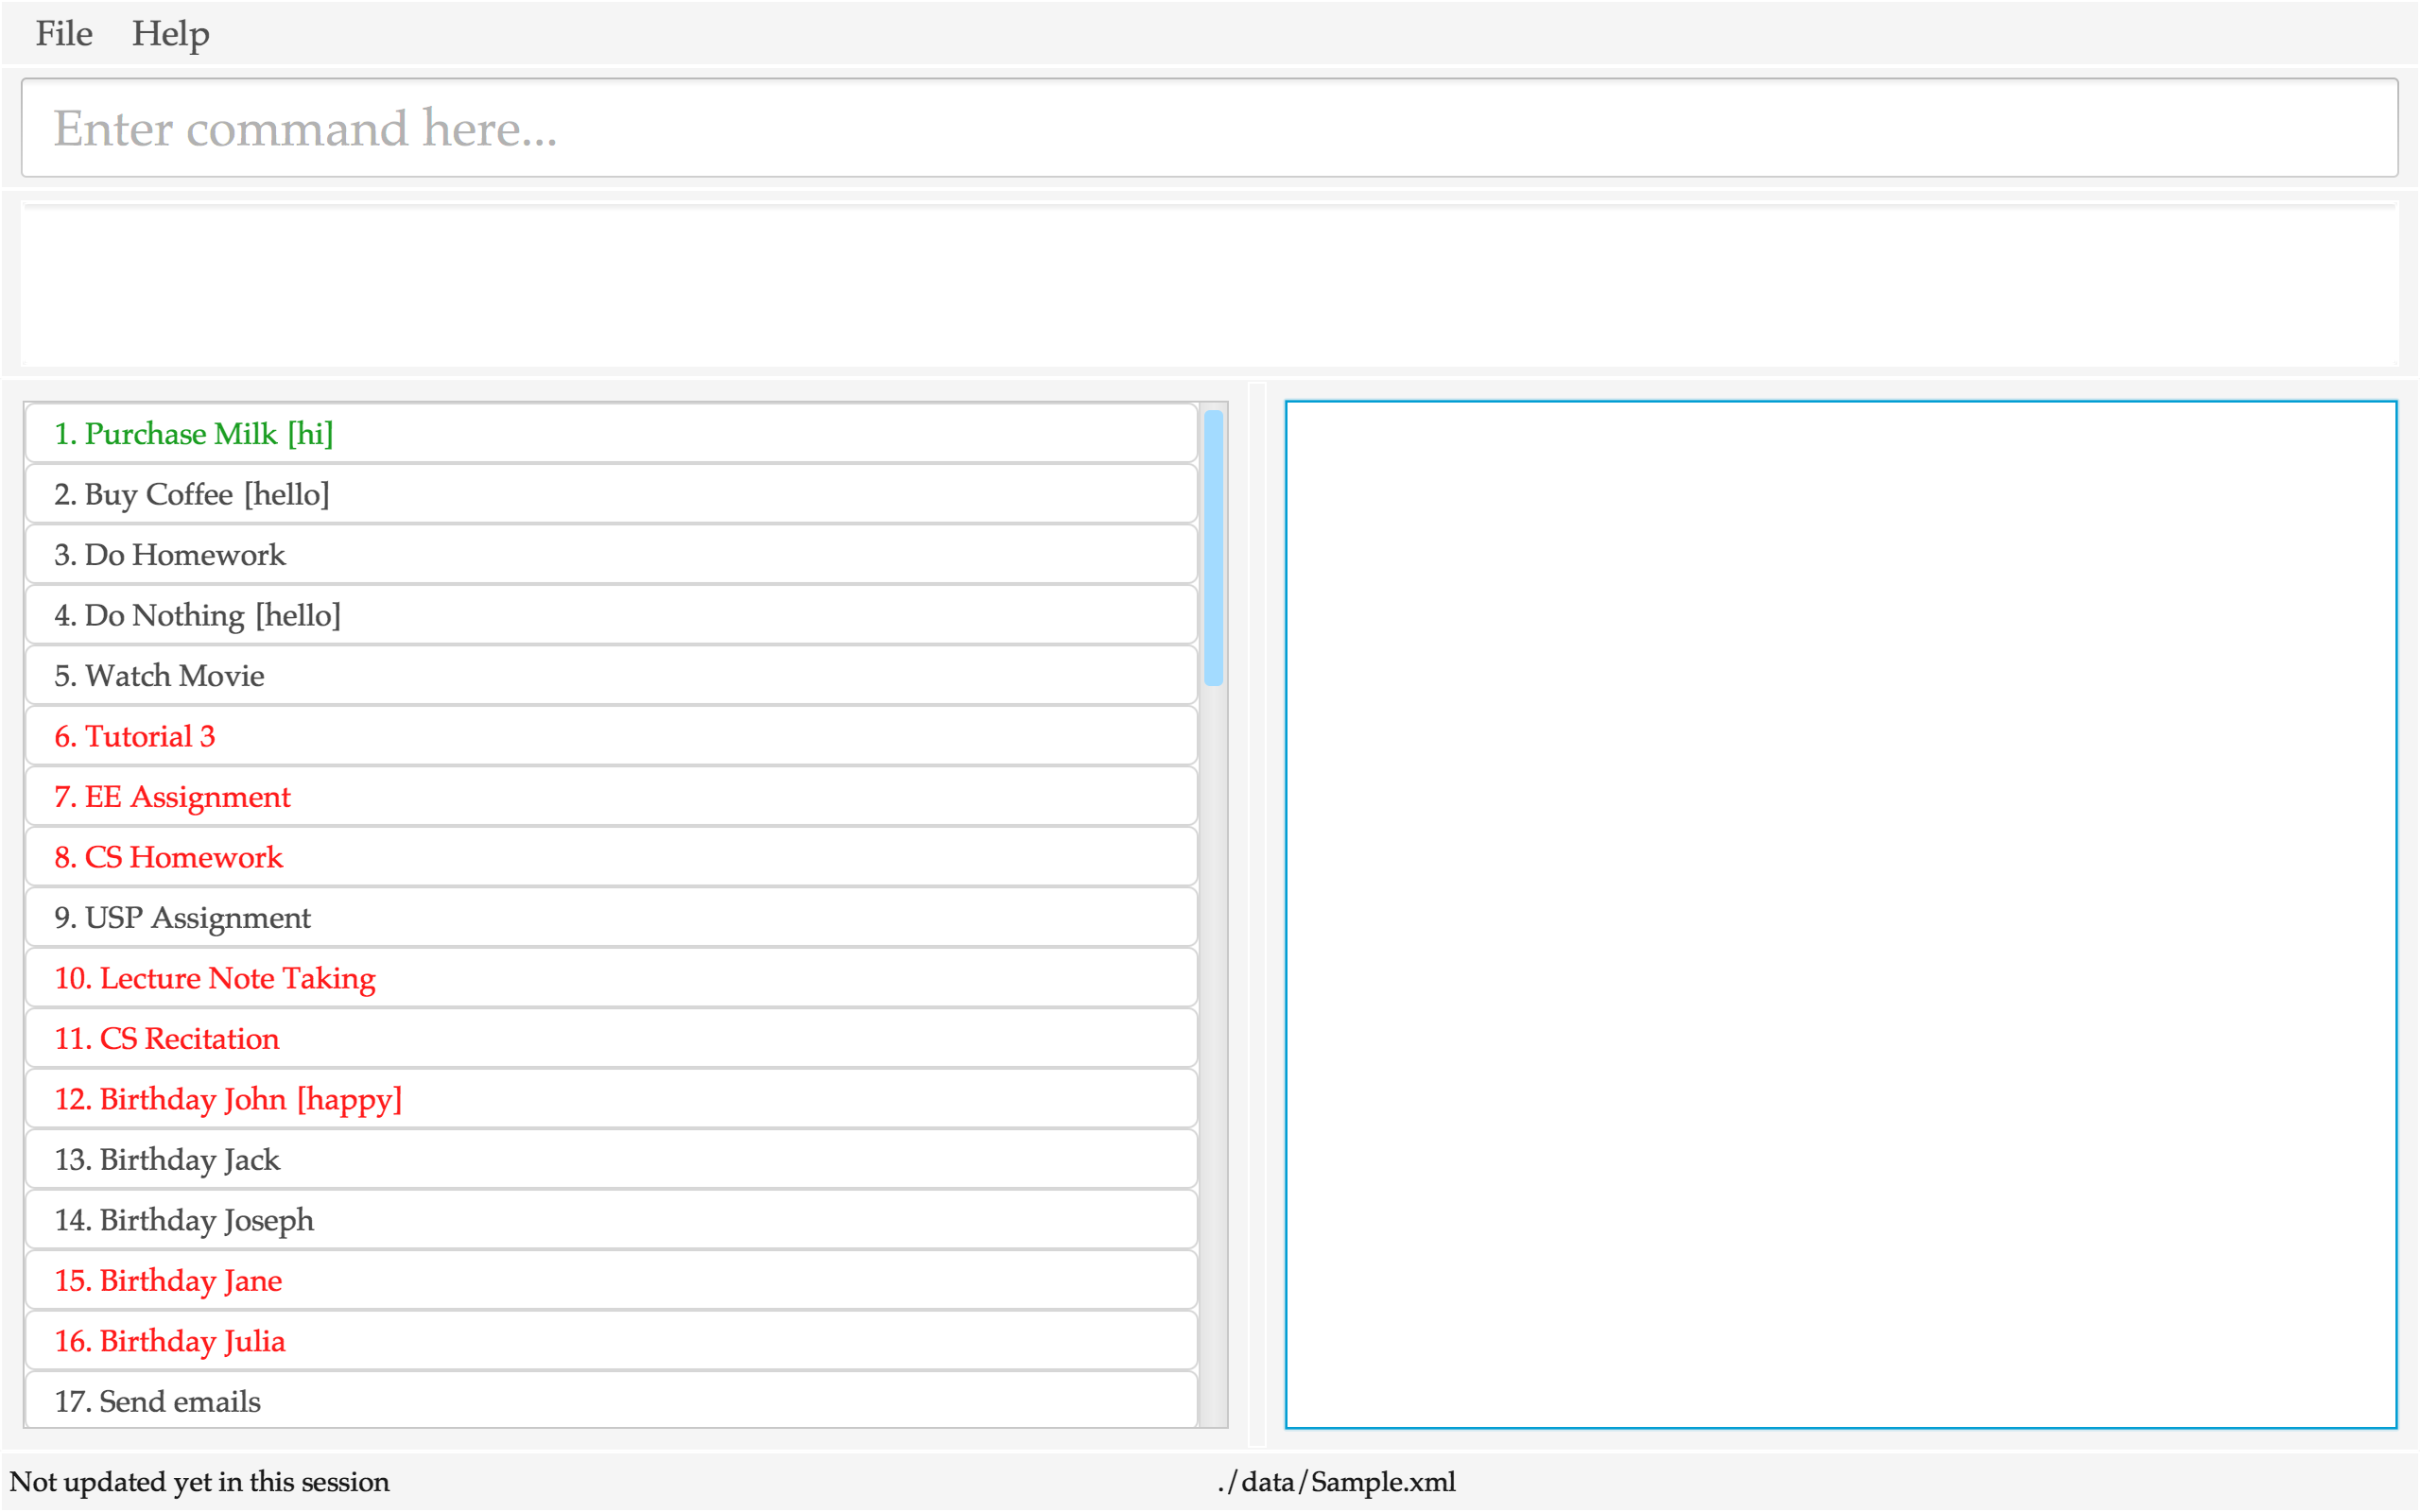 File Help
Enter command here...
1. Purchase Milk [hi]
2. Buy Coffee [hello]
3. Do Homework
4. Do Nothing [hello]
5. Watch Movie
6. Tutorial 3
7. EE Assignment
8. CS Homework
9. USP Assignment
10. Lecture Note Taking
11. CS Recitation
12. Birthday John [happy]
13. Birthday Jack
14. Birthday Joseph
15. Birthday Jane
16. Birthday Julia
17. Send emails
Not updated yet in this session ./data/Sample.xml